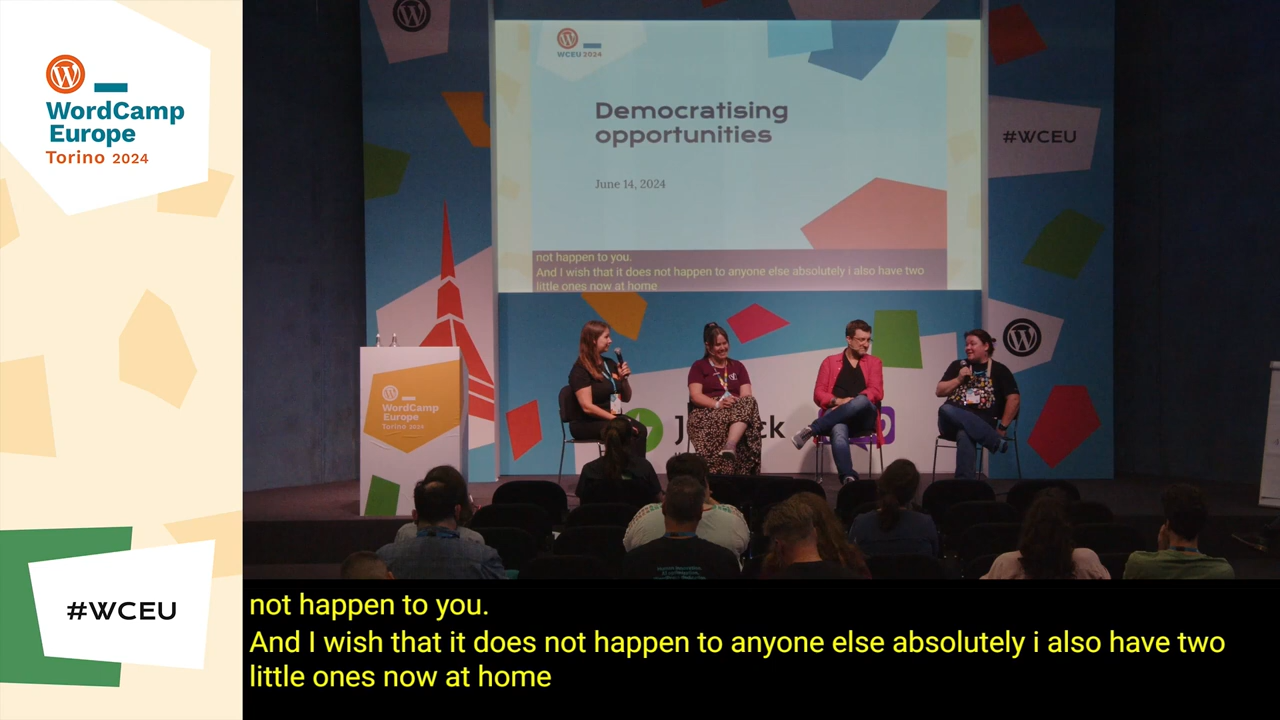 WordCamp
Europe
Torino 2024
#WCEU
WCEU 2024
Democratising
opportunities
June 14, 2024
not happen to you.
And I wish that it does not happen to anyone else absolutely i also have two
little ones now at home
#WCEU
WordCamp
Europe
Torino 2024
not happen to you.
And I wish that it does not happen to anyone else absolutely i also have two
little ones now at home